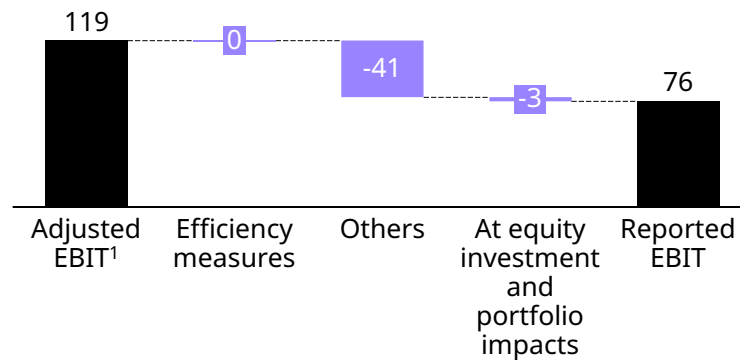 119
0
-41
-3
76
Adjusted
EBIT¹
Efficiency
measures
Others
At equity
investment
and
portfolio
impacts
Reported
EBIT